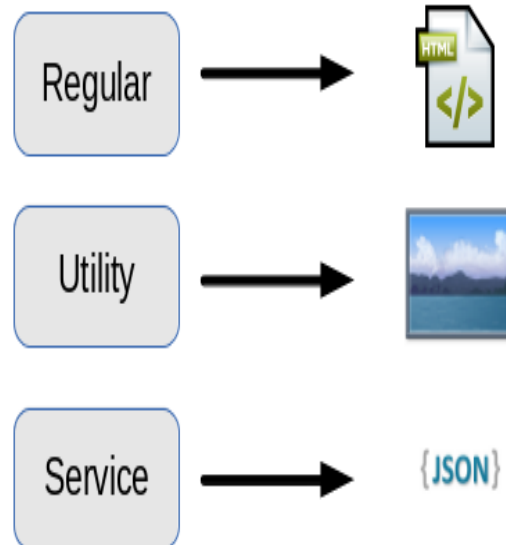 Regular
HTML
</>
Utility
Service
{JSON}